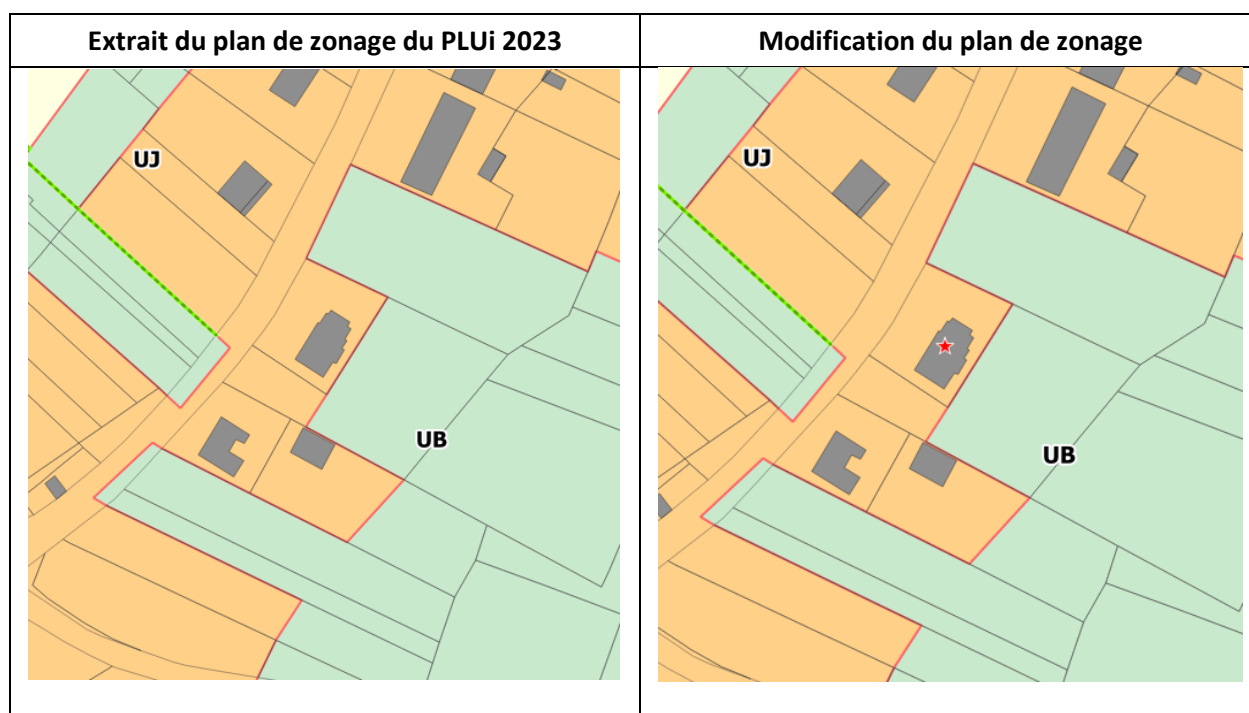 Extrait du plan de zonage du PLUi 2023
Modification du plan de zonage
UJ
UB
UJ
UB